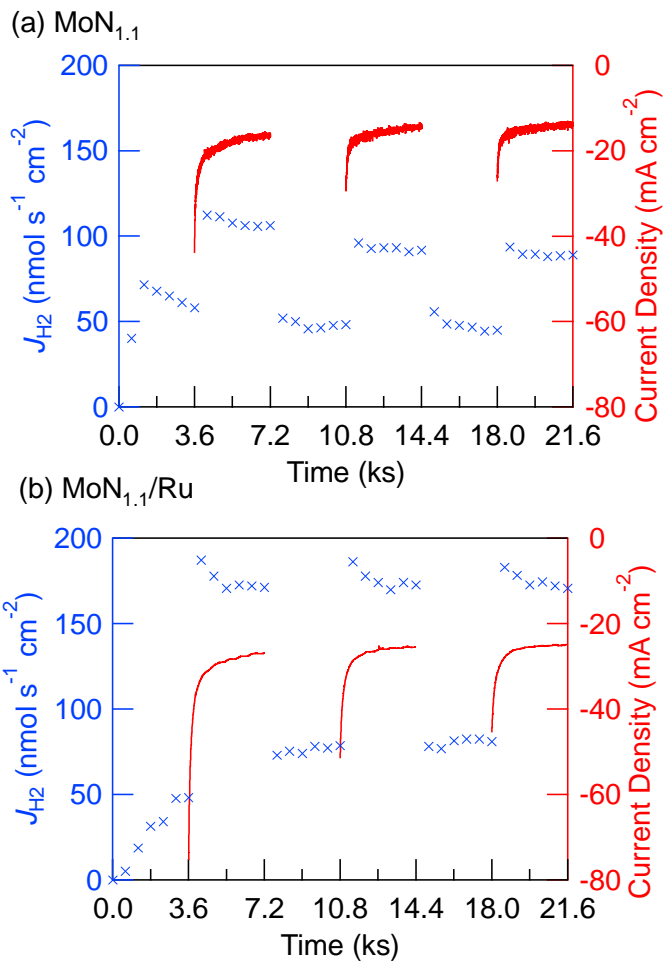 (a) MoN1.1
200
150
100
50
0
JH2 (nmol s-1 cm-2)
0
-20
-40
-60
-80
Current Density (mA cm-2)
0.0 3.6 7.2 10.8 14.4 18.0 21.6
Time (ks)
(b) MoN1.1/Ru
200
150
100
50
0
JH2 (nmol s-1 cm-2)
0
-20
-40
-60
-80
Current Density (mA cm-2)
0.0 3.6 7.2 10.8 14.4 18.0 21.6
Time (ks)